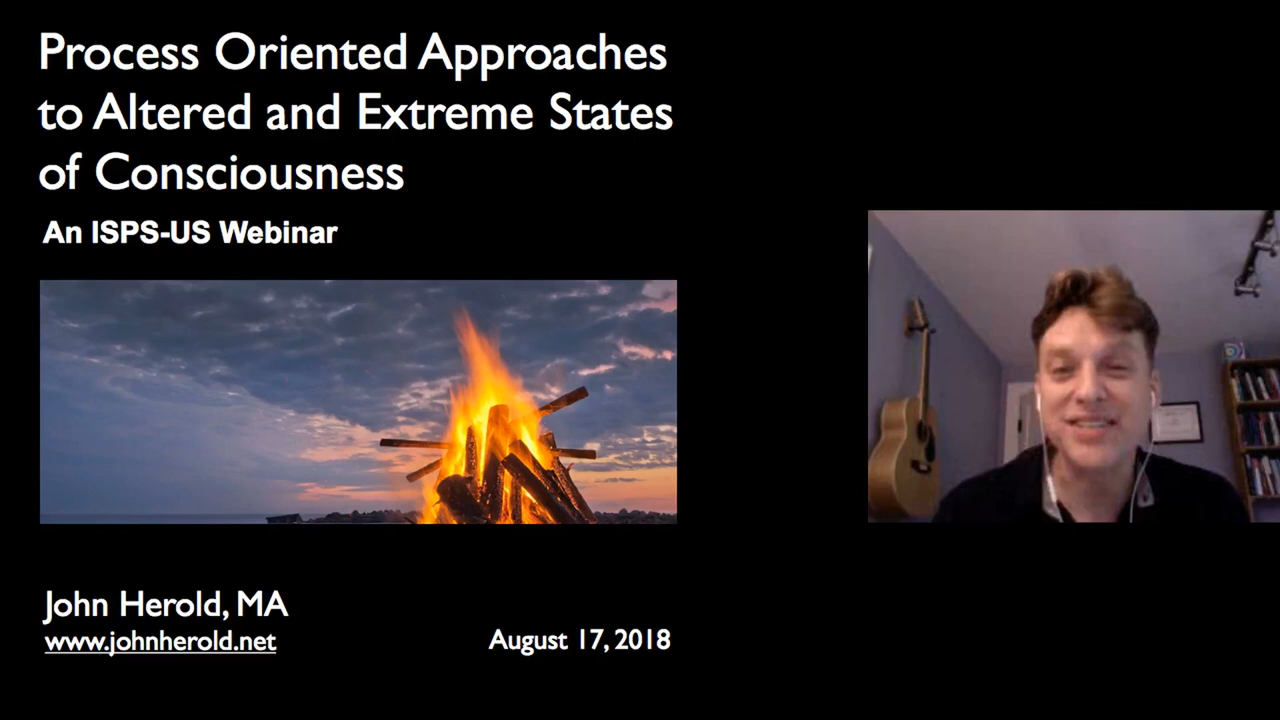 Process Oriented Approaches
to Altered and Extreme States
of Consciousness
An ISPS-US Webinar
John Herold, MA
www.johnherold.net
August 17, 2018